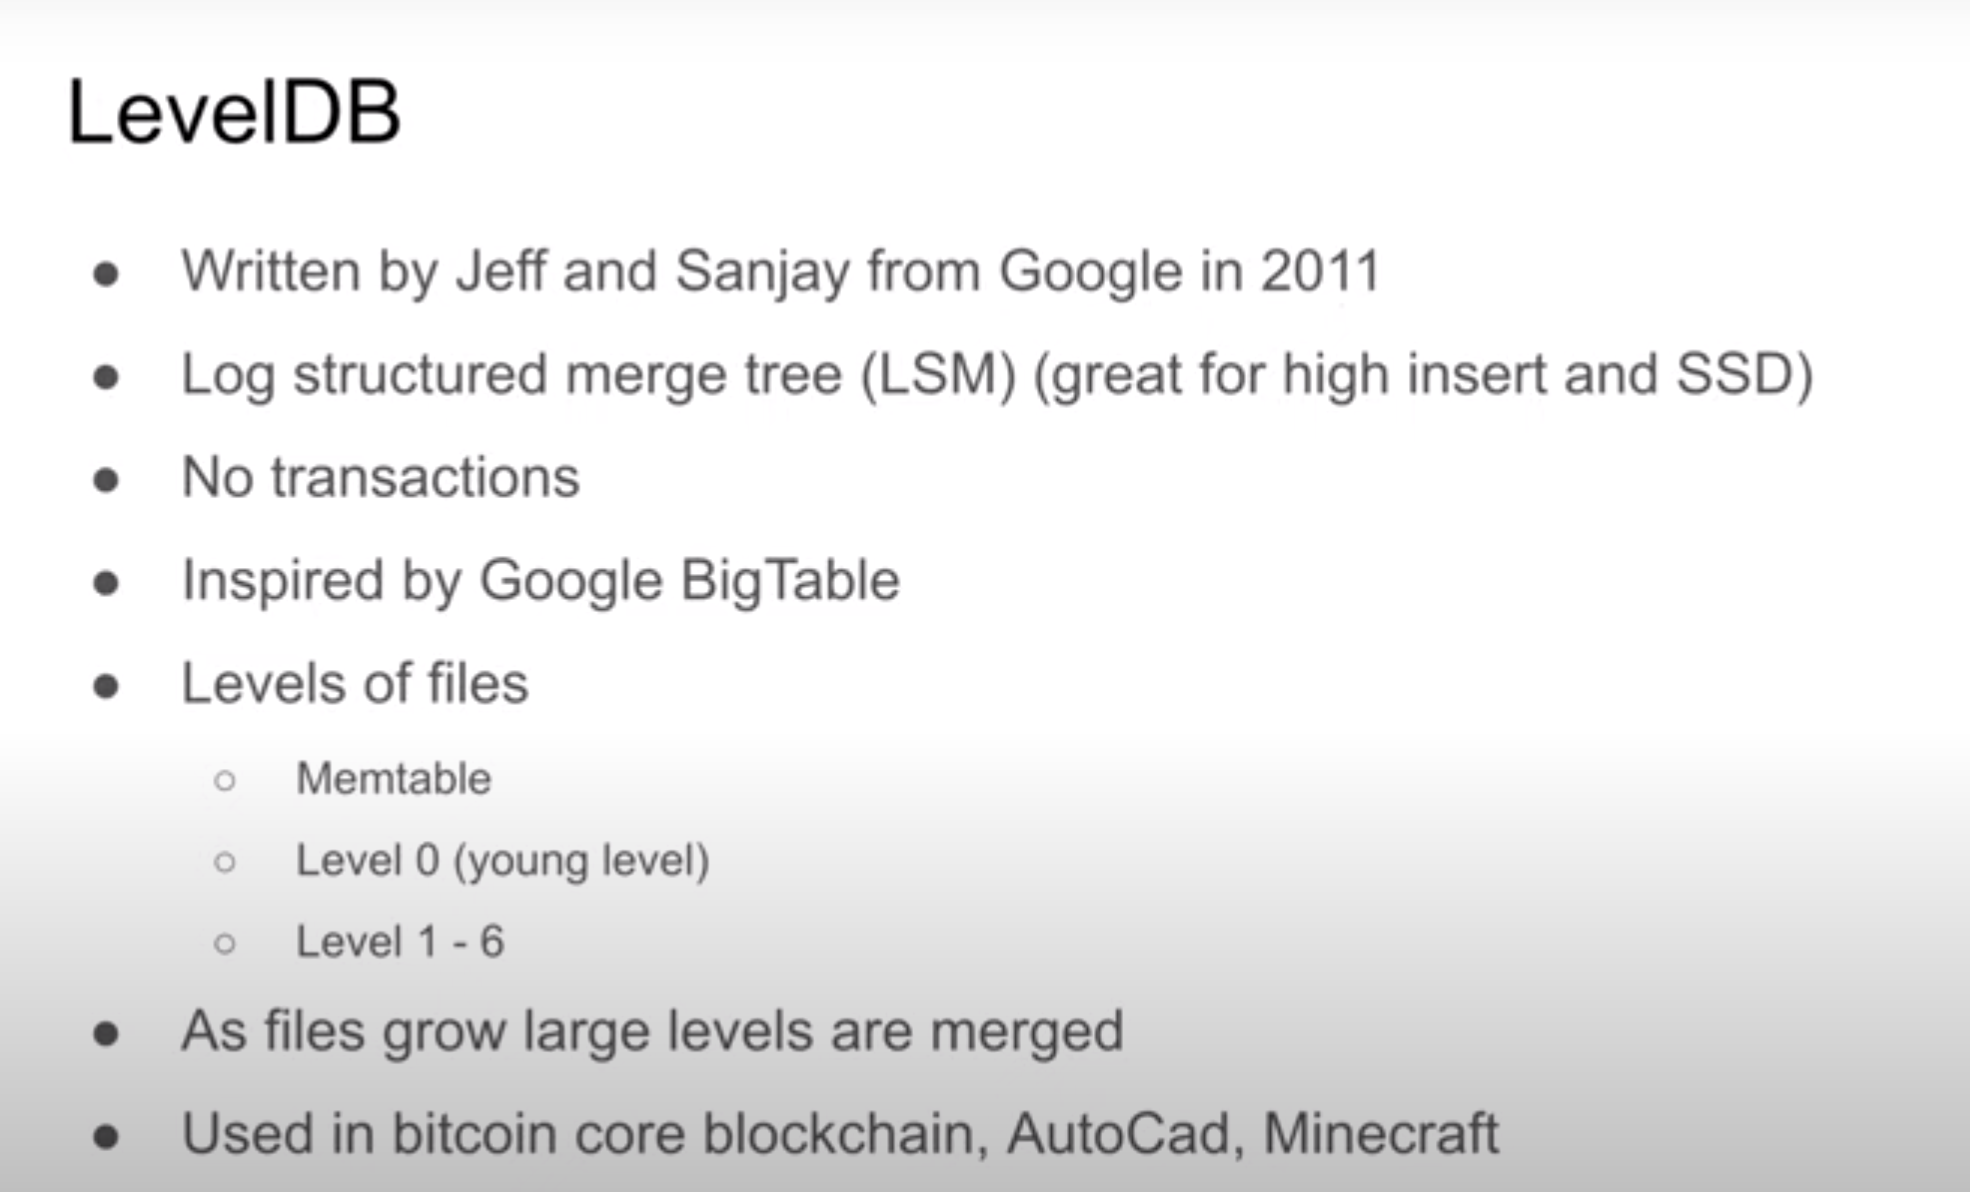 LevelDB
● Written by Jeff and Sanjay from Google in 2011
● Log structured merge tree (LSM) (great for high insert and SSD)
● No transactions
● Inspired by Google BigTable
● Levels of files
○ Memtable
○ Level 0 (young level)
○ Level 1 - 6
● As files grow large levels are merged
● Used in bitcoin core blockchain, AutoCad, Minecraft